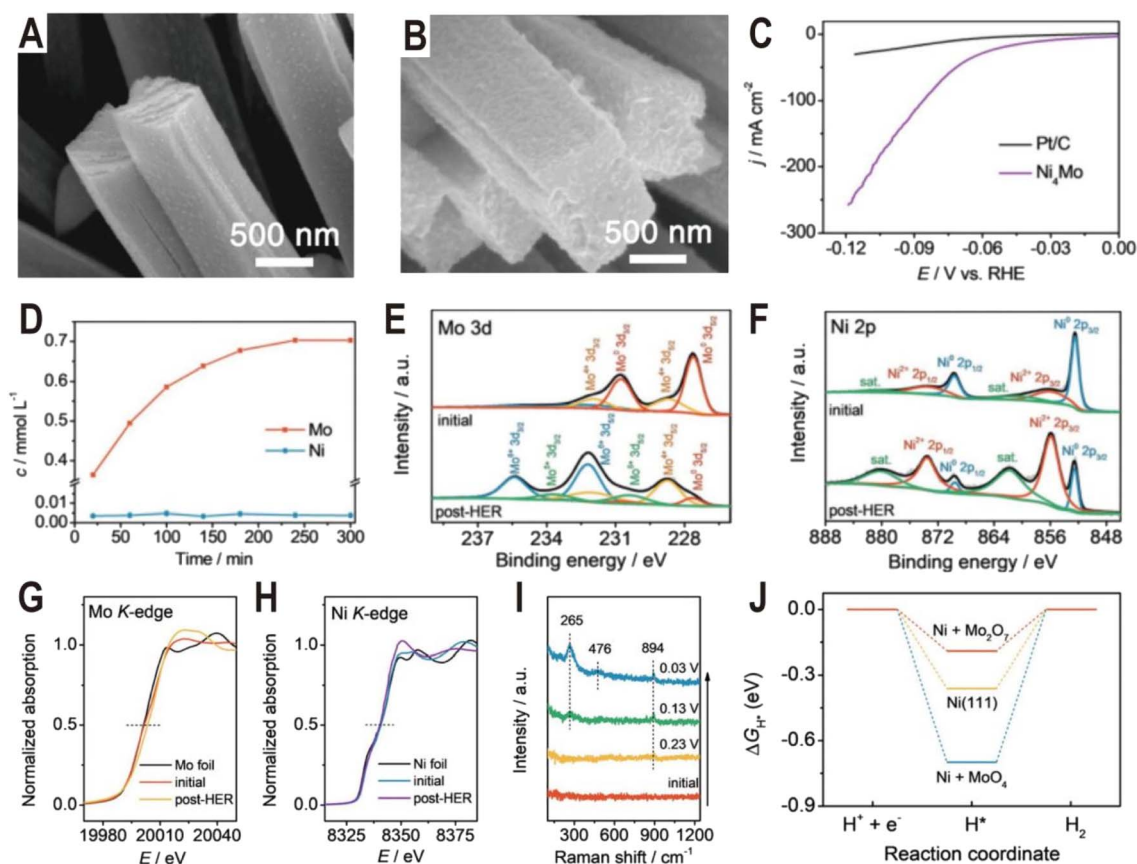 A
500 nm
B
500 nm
C
0
-100
-200
-300
j / mA cm⁻²
Pt/C
Ni₄Mo
-0.12 -0.09 -0.06 -0.03 0.00
E / V vs. RHE
D
0.7
0.6
0.5
0.4
0.01
0.00
c / mmol L⁻¹
Mo
Ni
0 50 100 150 200 250 300
Time / min
E
Mo 3d
Mo⁴⁺ 3d₃/₂
Mo⁰ 3d₃/₂
Mo⁴⁺ 3d₅/₂
Mo⁰ 3d₅/₂
initial
Mo⁶⁺ 3d₃/₂
Mo⁵⁺ 3d₃/₂
Mo⁶⁺ 3d₅/₂
Mo⁵⁺ 3d₅/₂
Mo⁴⁺ 3d₅/₂
Mo⁰ 3d₅/₂
post-HER
Intensity / a.u.
237 234 231 228
Binding energy / eV
F
Ni 2p
sat.
Ni²⁺ 2p₁/₂
Ni⁰ 2p₁/₂
sat.
Ni²⁺ 2p₃/₂
Ni⁰ 2p₃/₂
initial
sat.
Ni²⁺ 2p₁/₂
Ni⁰ 2p₁/₂
sat.
Ni²⁺ 2p₃/₂
Ni⁰ 2p₃/₂
post-HER
Intensity / a.u.
888 880 872 864 856 848
Binding energy / eV
G
Mo K-edge
1.0
0.5
0.0
Normalized absorption
Mo foil
initial
post-HER
19980 20010 20040
E / eV
H
Ni K-edge
1.0
0.5
0.0
Normalized absorption
Ni foil
initial
post-HER
8325 8350 8375
E / eV
I
265
476
894
0.03 V
0.13 V
0.23 V
initial
Intensity / a.u.
300 600 900 1200
Raman shift / cm⁻¹
J
0.0
-0.3
-0.6
-0.9
ΔG_H* (eV)
Ni + Mo₂O₇
Ni(111)
Ni + MoO₄
H⁺ + e⁻ H* H₂
Reaction coordinate